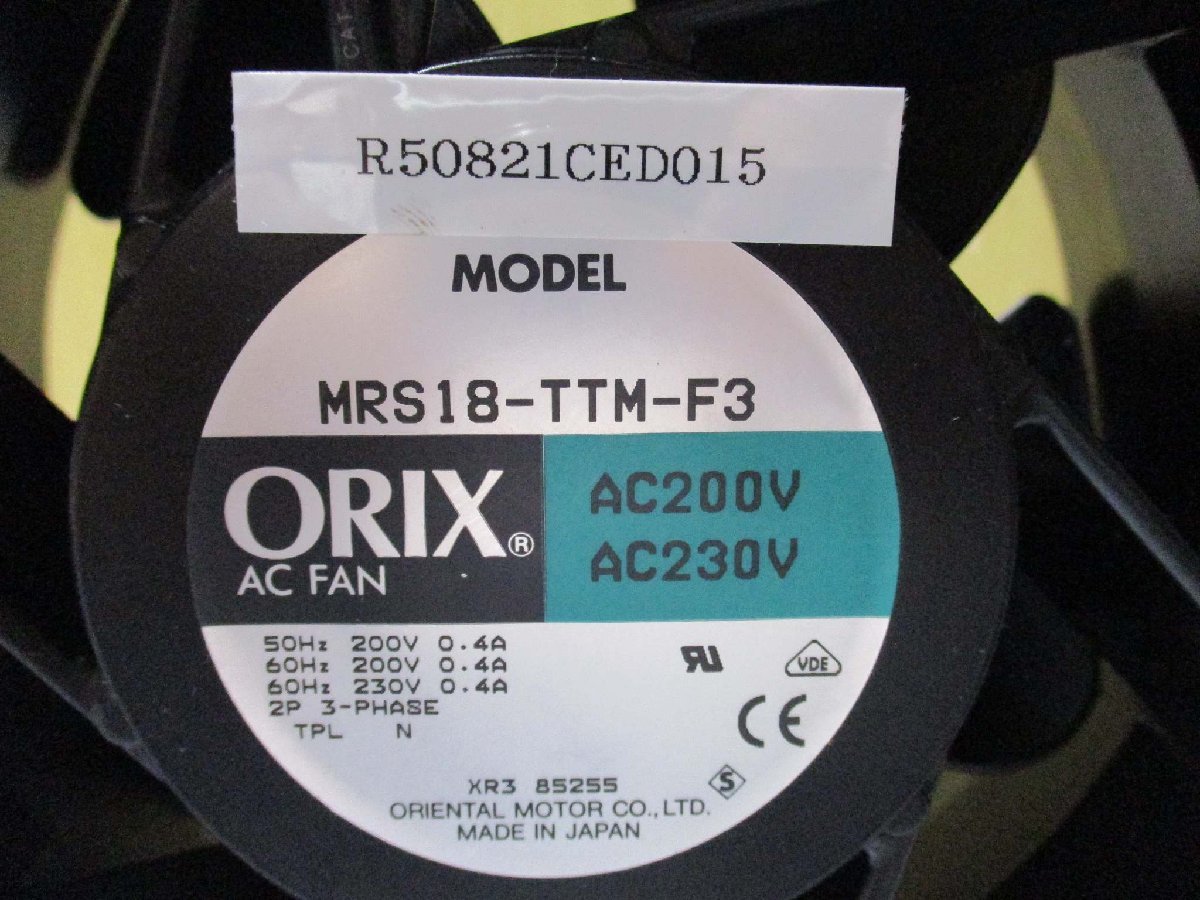 CAT-
R50821CED015
MODEL
MRS18-TTM-F3
ORIX®
AC FAN
AC200V
AC230V
50Hz 200V 0.4A
60Hz 200V 0.4A
60Hz 230V 0.4A
2P 3-PHASE
TPL N
VDE
CE
S
XR3 85255
ORIENTAL MOTOR CO., LTD.
MADE IN JAPAN